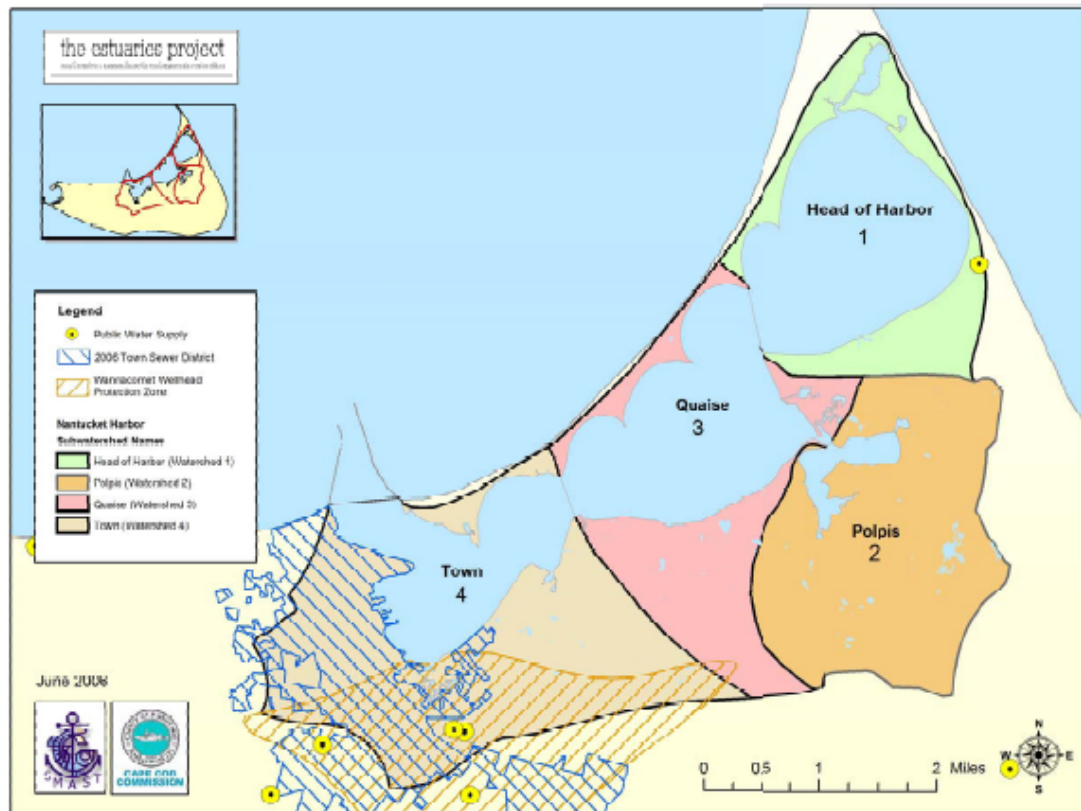 the estuaries project
Head of Harbor
1
Legend
Public Water Supply
2006 Town Sewer District
Wannacomet Wellhead
Protection Zone
Nantucket Harbor
Subwatershed Names
Head of Harbor (Watershed 1)
Polpis (Watershed 2)
Quaise (Watershed 3)
Town (Watershed 4)
Quaise
3
Polpis
2
Town
4
June 2006
SMAST
CAPE COD
COMMISSION
0 0.5 1 2 Miles
N
W E
S